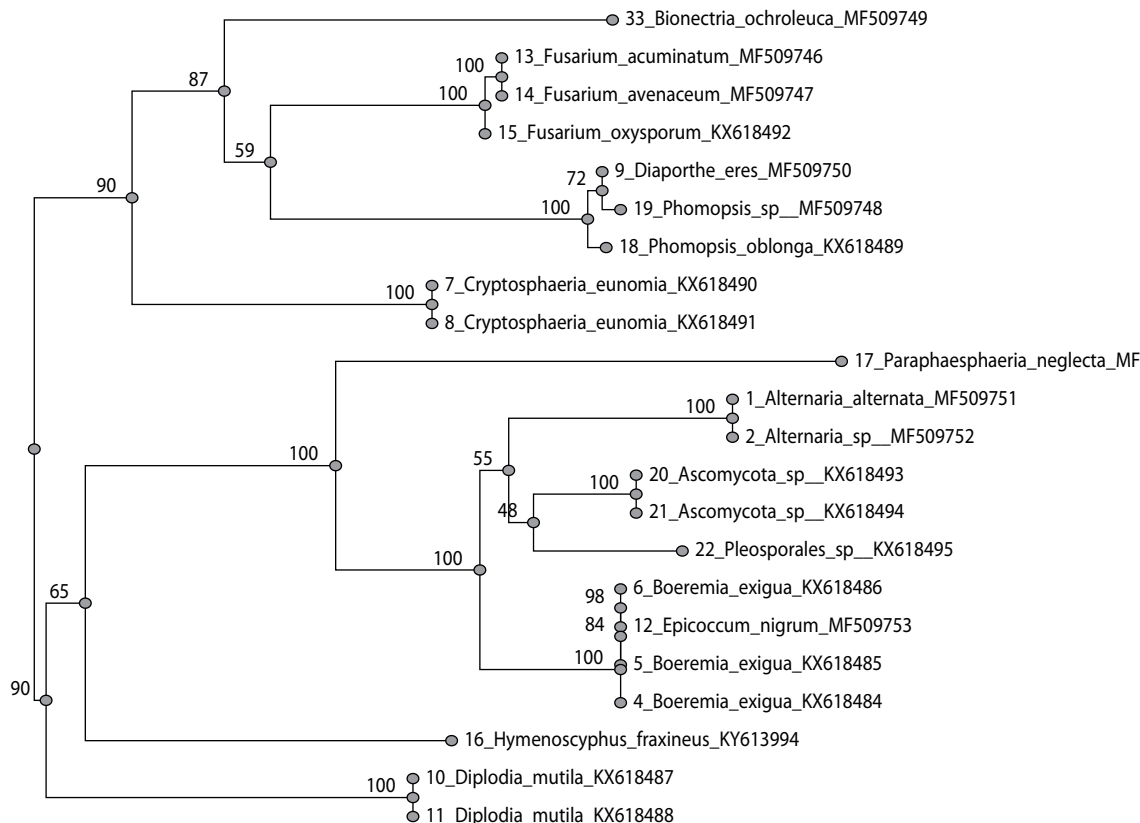 33_Bionectria_ochroleuca_MF509749
13_Fusarium_acuminatum_MF509746
100
87
14_Fusarium_avenaceum_MF509747
100
15_Fusarium_oxysporum_KX618492
59
9_Diaporthe_eres_MF509750
72
90
19_Phomopsis_sp__MF509748
100
18_Phomopsis_oblonga_KX618489
7_Cryptosphaeria_eunomia_KX618490
100
8_Cryptosphaeria_eunomia_KX618491
17_Paraphaesphaeria_neglecta_MF
1_Alternaria_alternata_MF509751
100
2_Alternaria_sp__MF509752
100
55
20_Ascomycota_sp__KX618493
100
21_Ascomycota_sp__KX618494
48
22_Pleosporales_sp__KX618495
100
6_Boeremia_exigua_KX618486
65
98
12_Epicoccum_nigrum_MF509753
84
5_Boeremia_exigua_KX618485
100
4_Boeremia_exigua_KX618484
90
16_Hymenoscyphus_fraxineus_KY613994
10_Diplodia_mutila_KX618487
100
11_Diplodia_mutila_KX618488